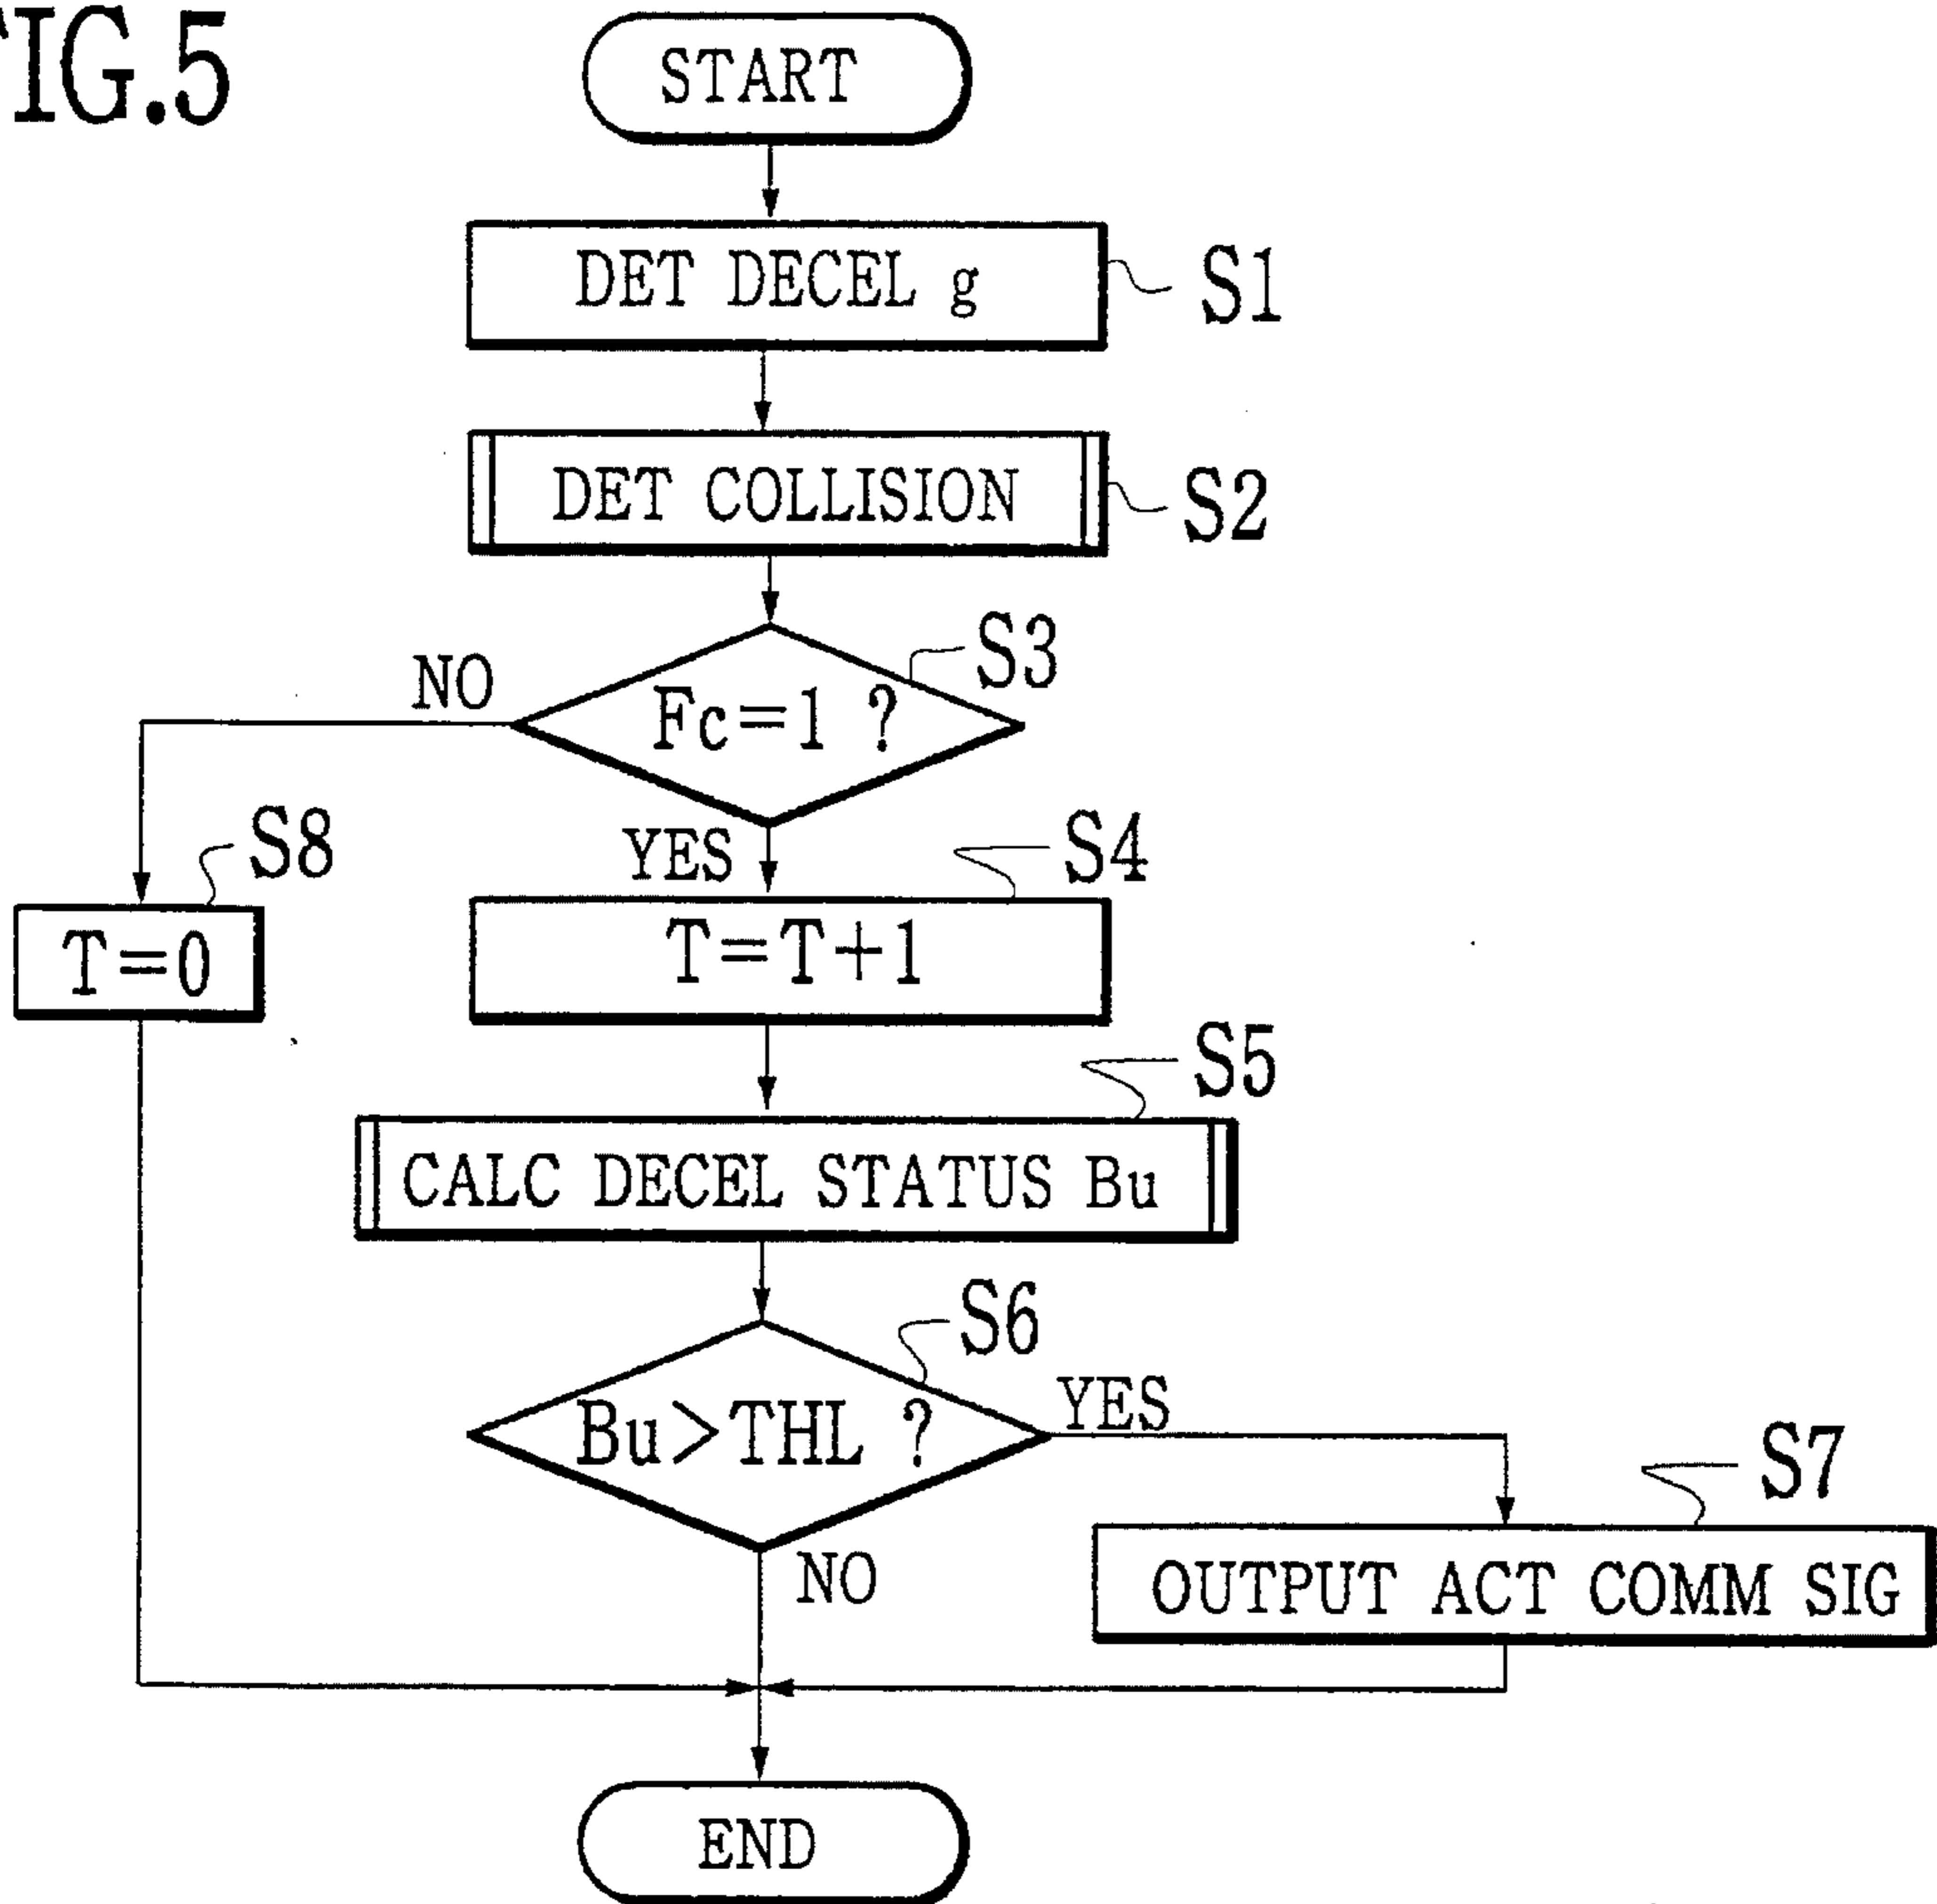 FIG.5
START
DET DECEL g
S1
DET COLLISION
S2
S3
Fc=1 ?
NO
YES
S4
S8
T=T+1
T=0
S5
CALC DECEL STATUS Bu
S6
Bu>THL ?
YES
NO
S7
OUTPUT ACT COMM SIG
END